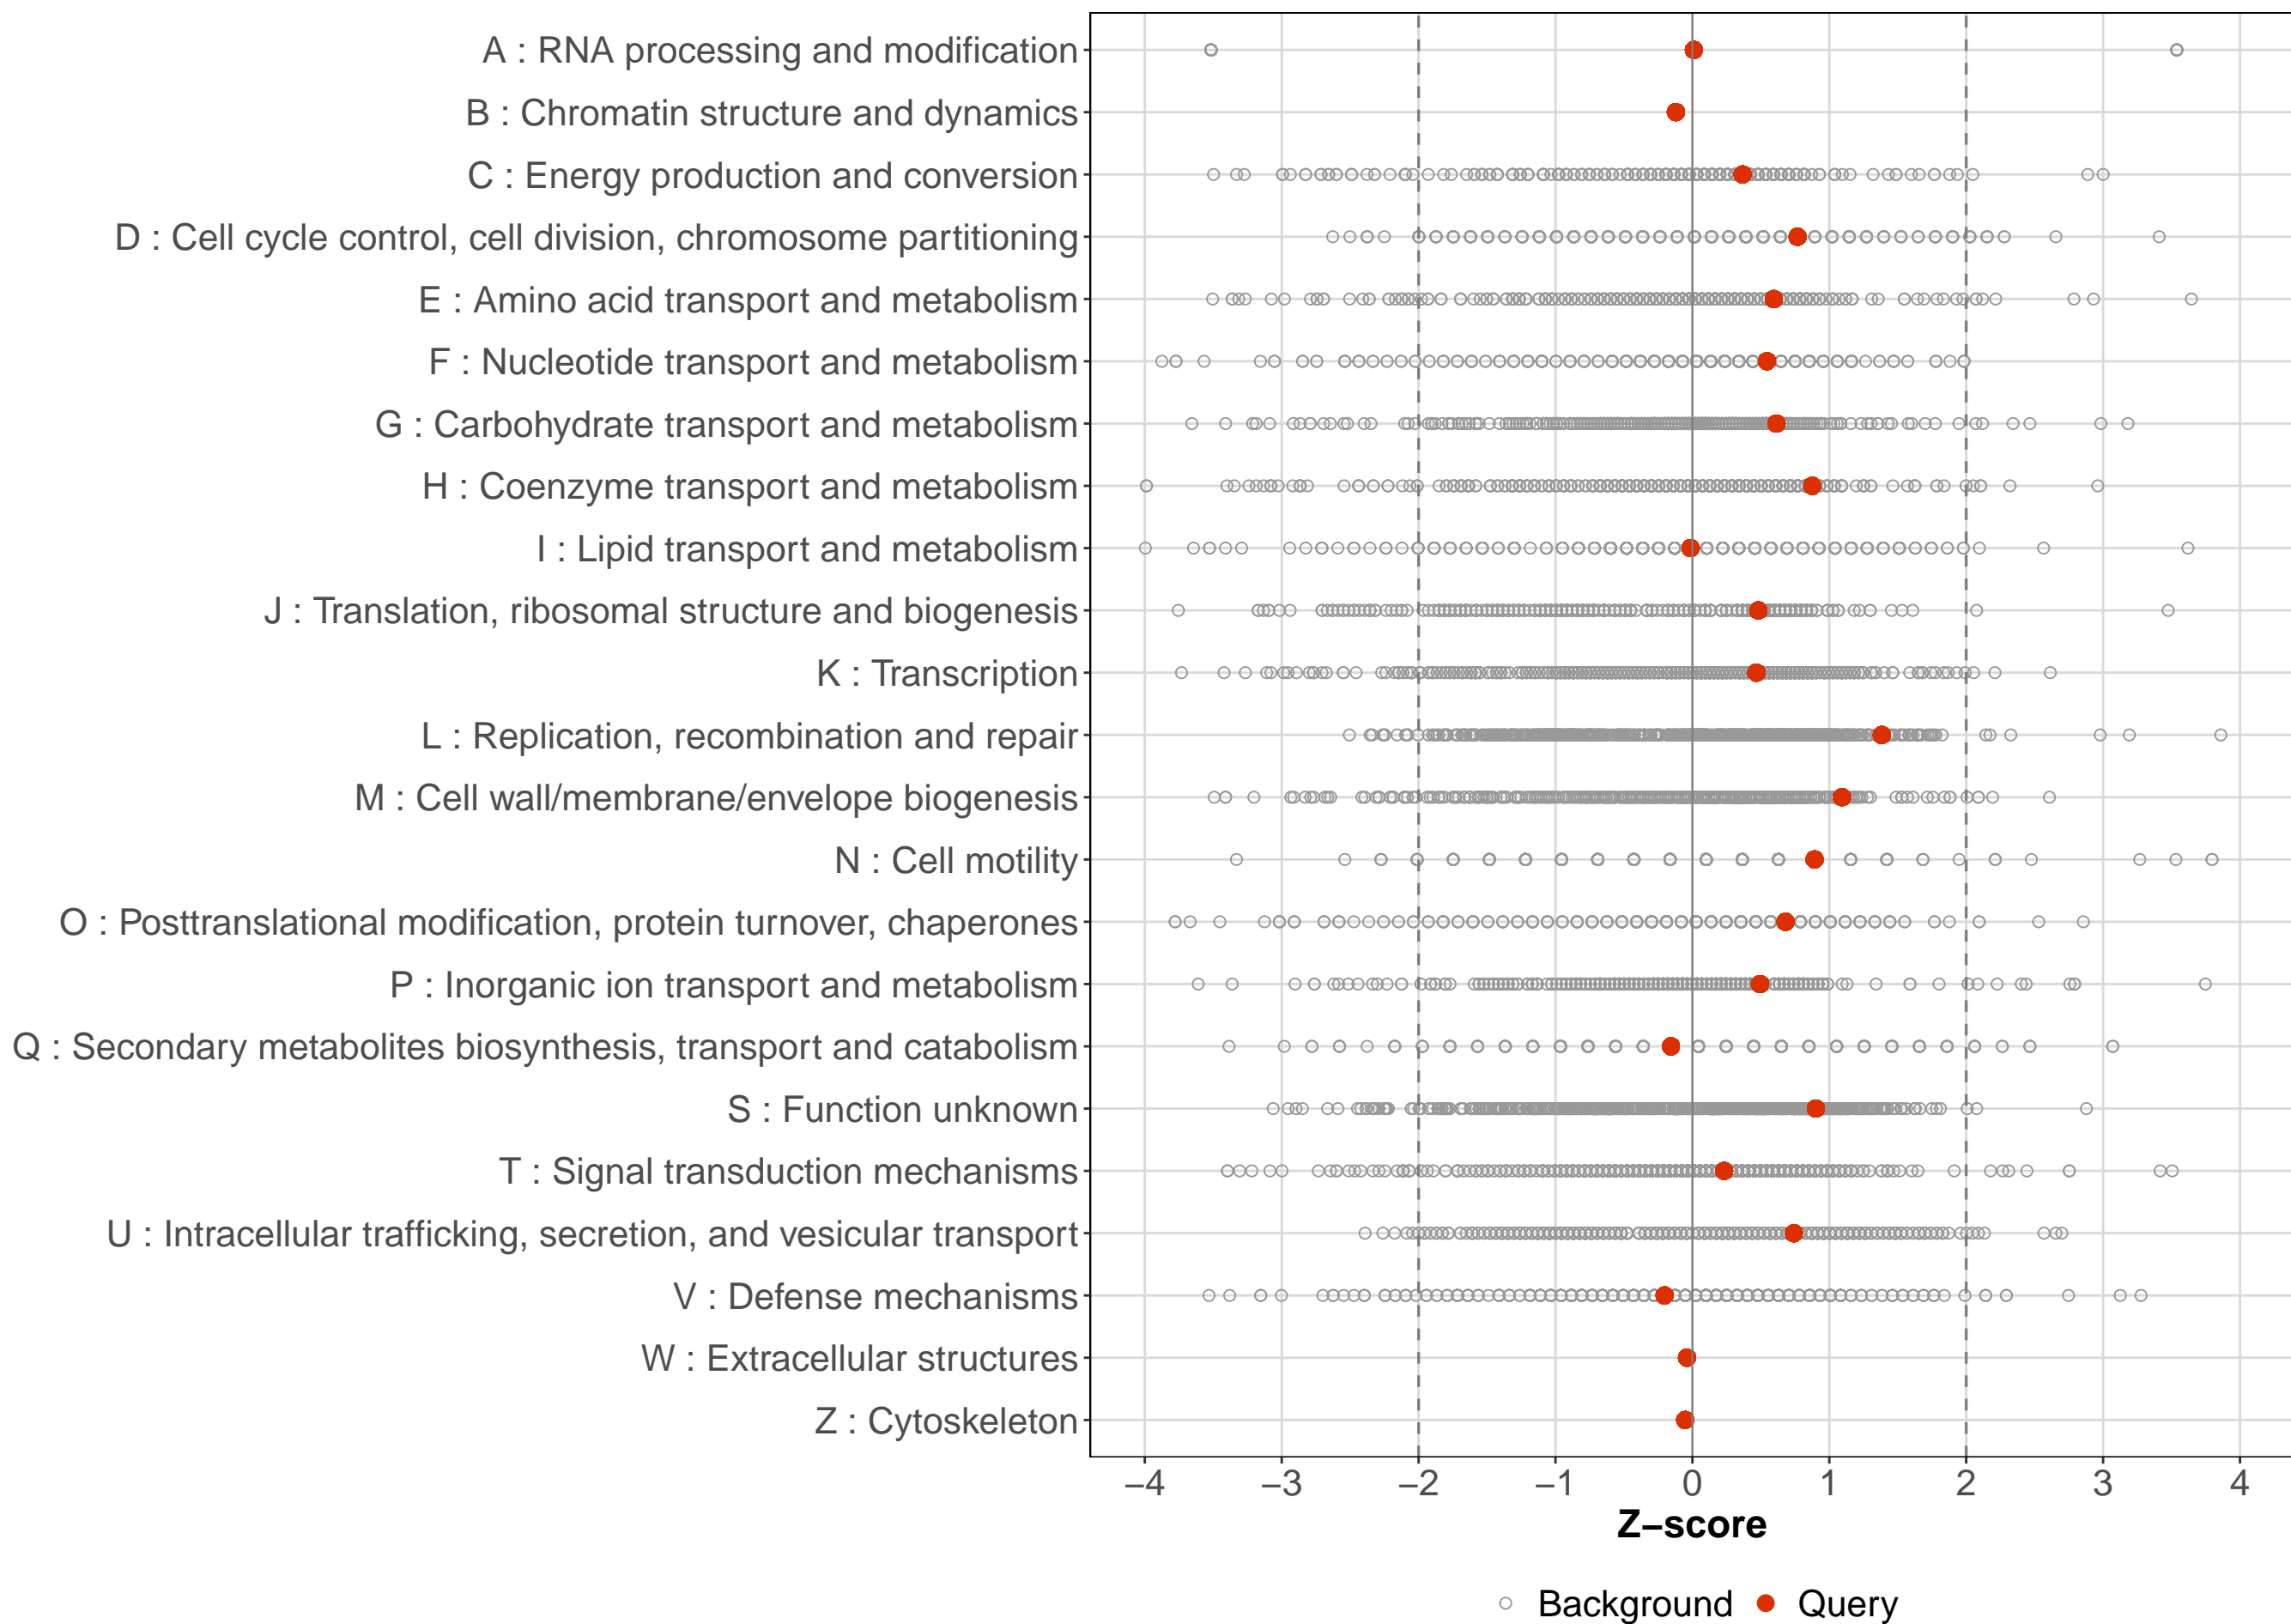 A : RNA processing and modification
B : Chromatin structure and dynamics
C : Energy production and conversion
D : Cell cycle control, cell division, chromosome partitioning
E : Amino acid transport and metabolism
F : Nucleotide transport and metabolism
G : Carbohydrate transport and metabolism
H : Coenzyme transport and metabolism
I : Lipid transport and metabolism
J : Translation, ribosomal structure and biogenesis
K : Transcription
L : Replication, recombination and repair
M : Cell wall/membrane/envelope biogenesis
N : Cell motility
O : Posttranslational modification, protein turnover, chaperones
P : Inorganic ion transport and metabolism
Q : Secondary metabolites biosynthesis, transport and catabolism
S : Function unknown
T : Signal transduction mechanisms
U : Intracellular trafficking, secretion, and vesicular transport
V : Defense mechanisms
W : Extracellular structures
Z : Cytoskeleton
−4 −3 −2 −1 0 1 2 3 4
Z−score
Background Query